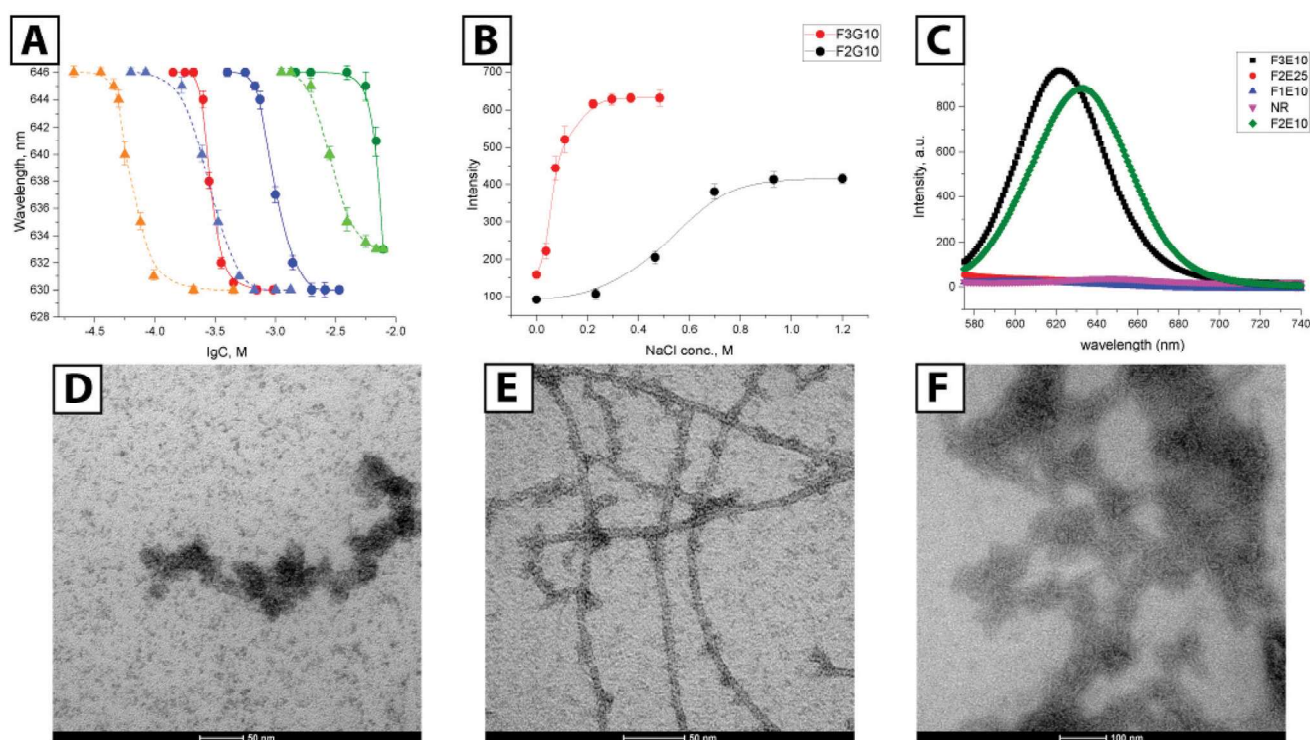 A
Wavelength, nm
646
644
642
640
638
635
633
630
628
-4.5
-4.0
-3.5
-3.0
-2.5
-2.0
lgC, M
B
F3G10
F2G10
Intensity
700
600
500
400
300
200
100
0.0
0.2
0.4
0.6
0.8
1.0
1.2
NaCl conc., M
C
F3E10
F2E25
F1E10
NR
F2E10
Intensity, a.u.
800
600
400
200
0
580
600
620
640
660
680
700
720
740
wavelength (nm)
D
50 nm
E
50 nm
F
100 nm